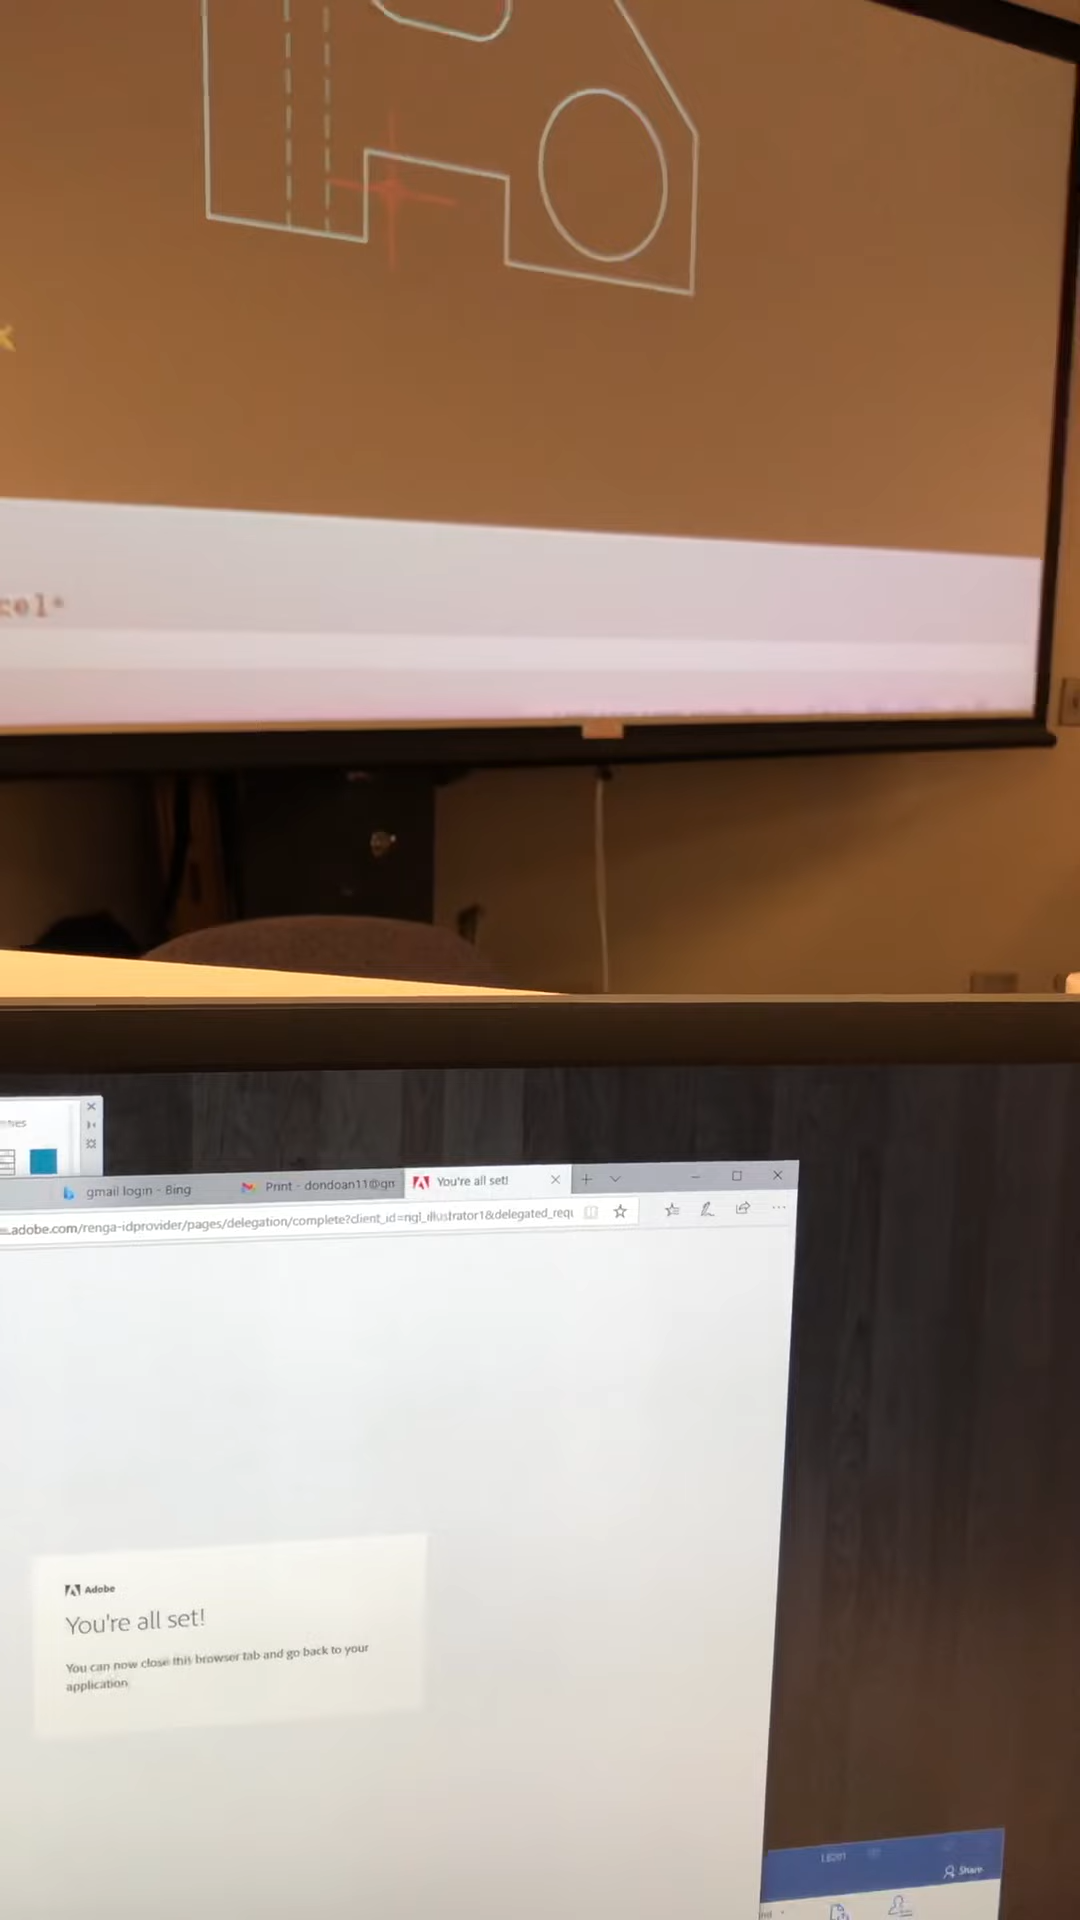 gmail login - Bing
Print - dondoan11@gm
You're all set!
.adobe.com/renga-idprovider/pages/delegation/complete?client_id=ngl_illustrator1&delegated_requ
Adobe
You're all set!
You can now close this browser tab and go back to your
application.
Share